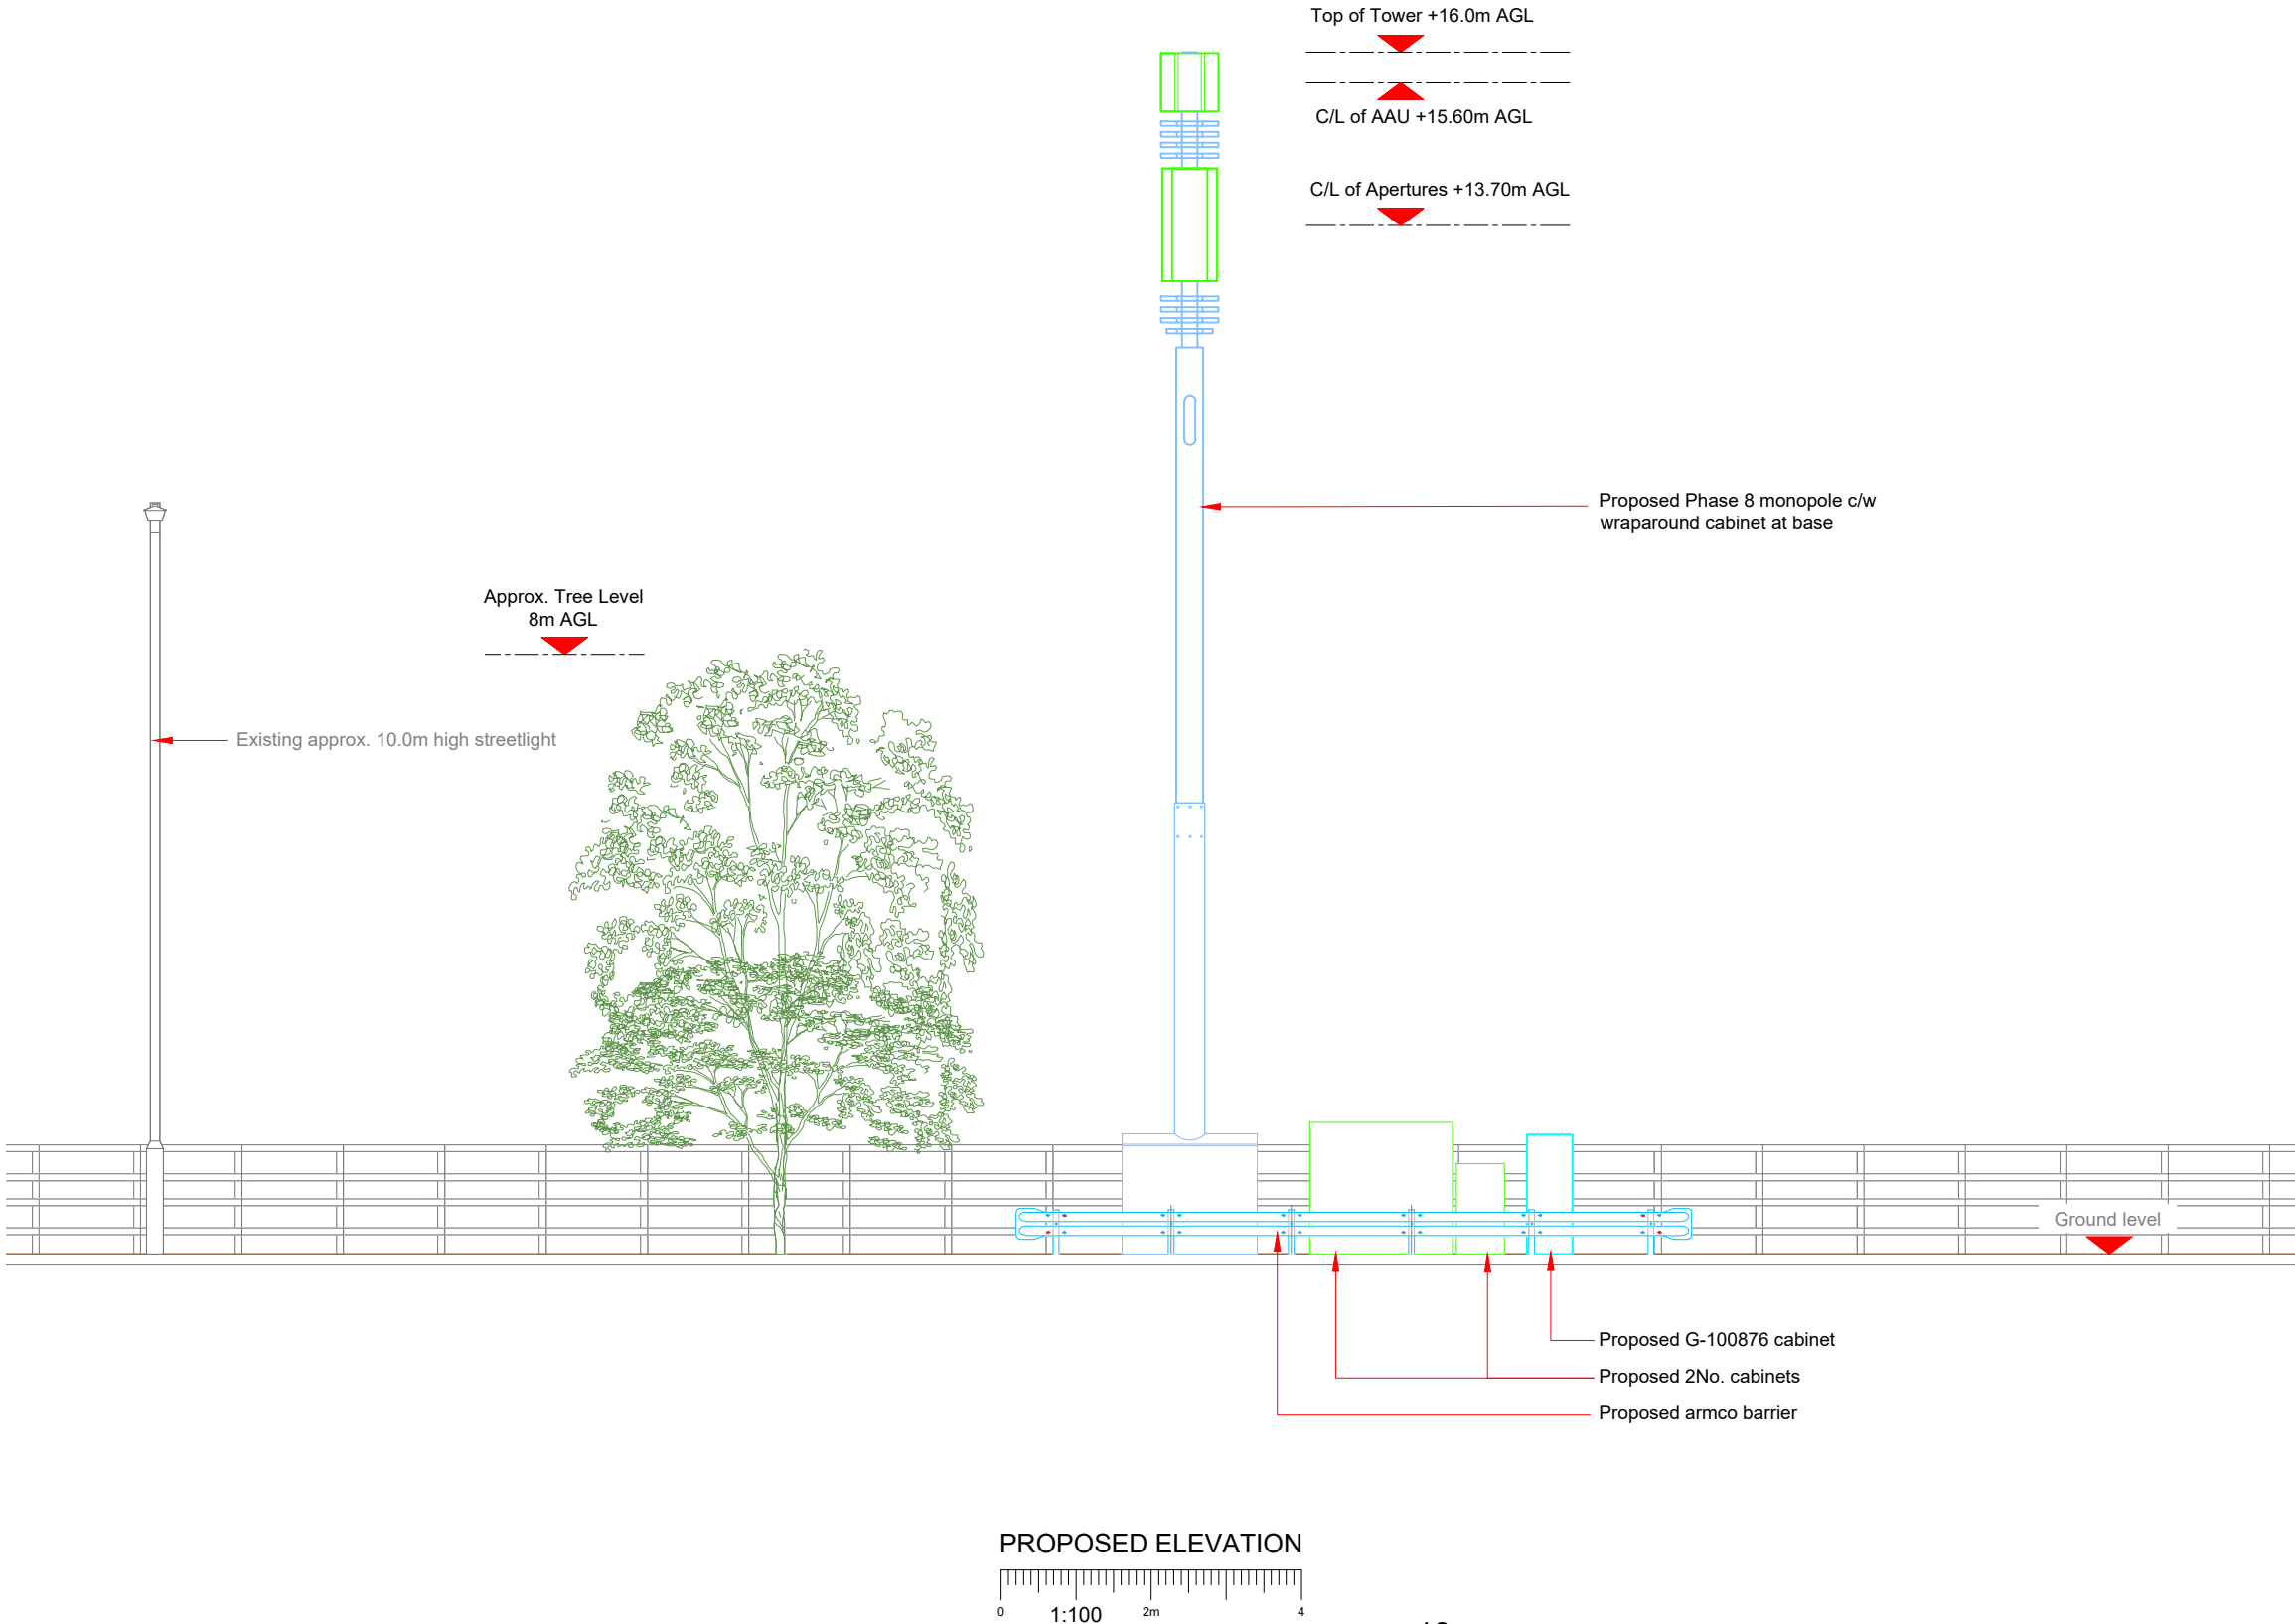 Top of Tower +16.0m AGL
C/L of AAU +15.60m AGL
C/L of Apertures +13.70m AGL
Proposed Phase 8 monopole c/w
wraparound cabinet at base
Approx. Tree Level
8m AGL
Existing approx. 10.0m high streetlight
Ground level
Proposed G-100876 cabinet
Proposed 2No. cabinets
Proposed armco barrier
PROPOSED ELEVATION
0 1:100 2m 4